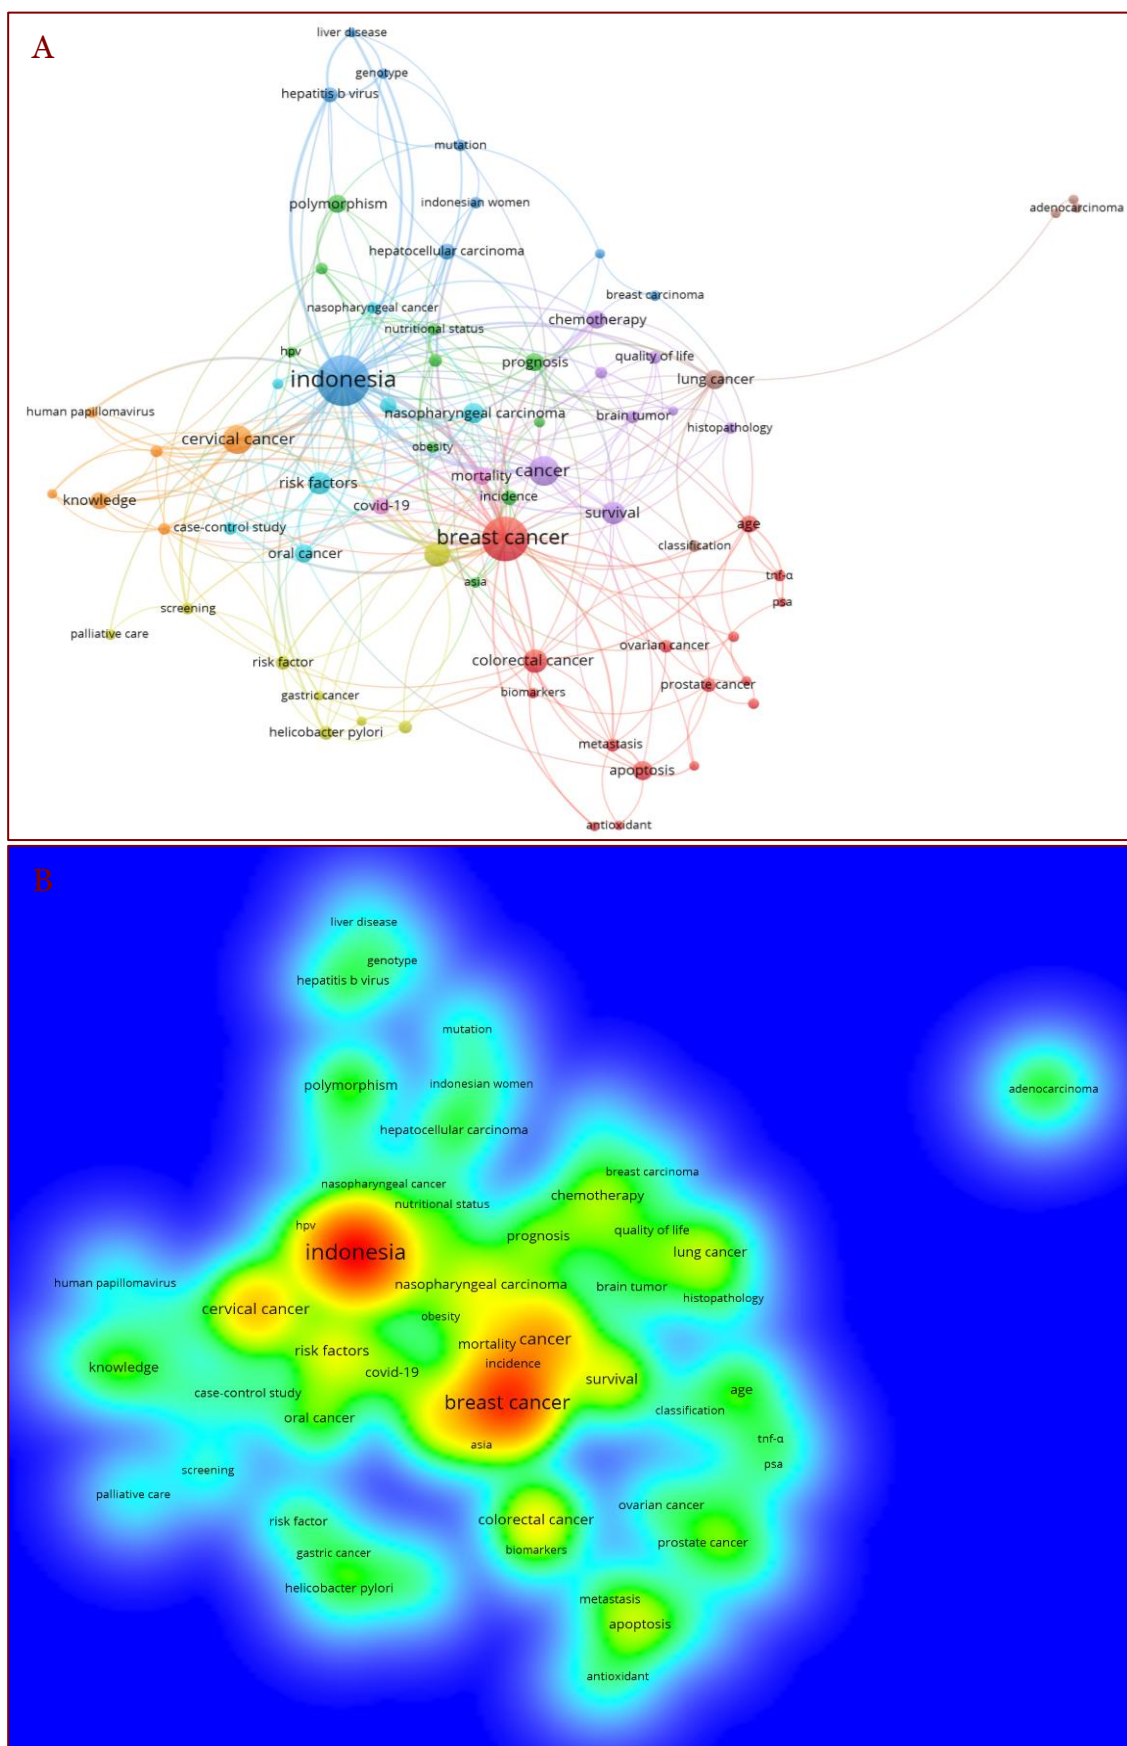 A
liver disease
genotype
hepatitis b virus
mutation
polymorphism
indonesian women
adenocarcinoma
hepatocellular carcinoma
breast carcinoma
nasopharyngeal cancer
chemotherapy
nutritional status
hpv
prognosis
quality of life
indonesia
lung cancer
human papillomavirus
nasopharyngeal carcinoma
brain tumor
histopathology
cervical cancer
obesity
mortality
cancer
risk factors
incidence
knowledge
covid-19
survival
case-control study
breast cancer
age
oral cancer
classification
asia
tnf-α
psa
screening
palliative care
ovarian cancer
risk factor
colorectal cancer
prostate cancer
biomarkers
gastric cancer
helicobacter pylori
metastasis
apoptosis
antioxidant
B
liver disease
genotype
hepatitis b virus
mutation
polymorphism
indonesian women
adenocarcinoma
hepatocellular carcinoma
breast carcinoma
nasopharyngeal cancer
chemotherapy
nutritional status
hpv
quality of life
prognosis
indonesia
lung cancer
human papillomavirus
nasopharyngeal carcinoma
brain tumor
histopathology
cervical cancer
obesity
mortality
cancer
risk factors
incidence
knowledge
covid-19
survival
case-control study
age
breast cancer
classification
oral cancer
tnf-α
asia
psa
screening
palliative care
ovarian cancer
risk factor
colorectal cancer
prostate cancer
biomarkers
gastric cancer
helicobacter pylori
metastasis
apoptosis
antioxidant